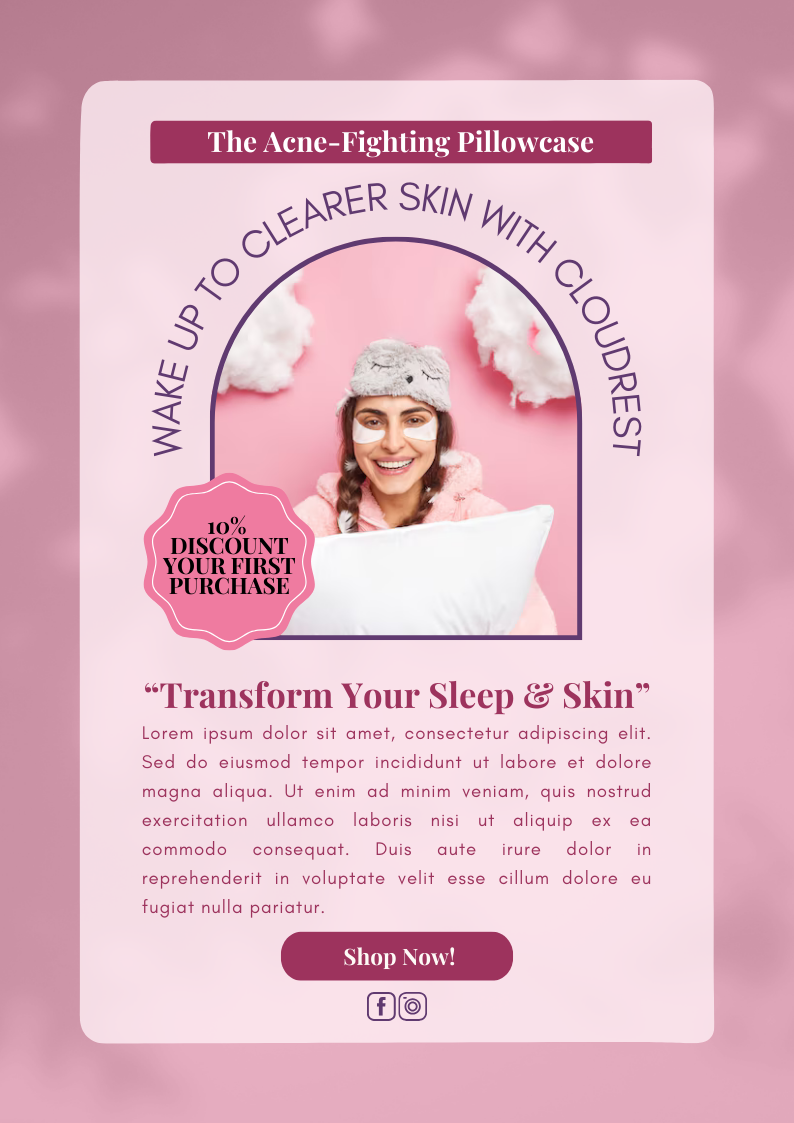 The Acne-Fighting Pillowcase
WAKE UP TO CLEARER SKIN WITH CLOUDREST
10%
DISCOUNT
YOUR FIRST
PURCHASE
“Transform Your Sleep & Skin”
Lorem ipsum dolor sit amet, consectetur adipiscing elit.
Sed do eiusmod tempor incididunt ut labore et dolore
magna aliqua. Ut enim ad minim veniam, quis nostrud
exercitation ullamco laboris nisi ut aliquip ex ea
commodo consequat. Duis aute irure dolor in
reprehenderit in voluptate velit esse cillum dolore eu
fugiat nulla pariatur.
Shop Now!